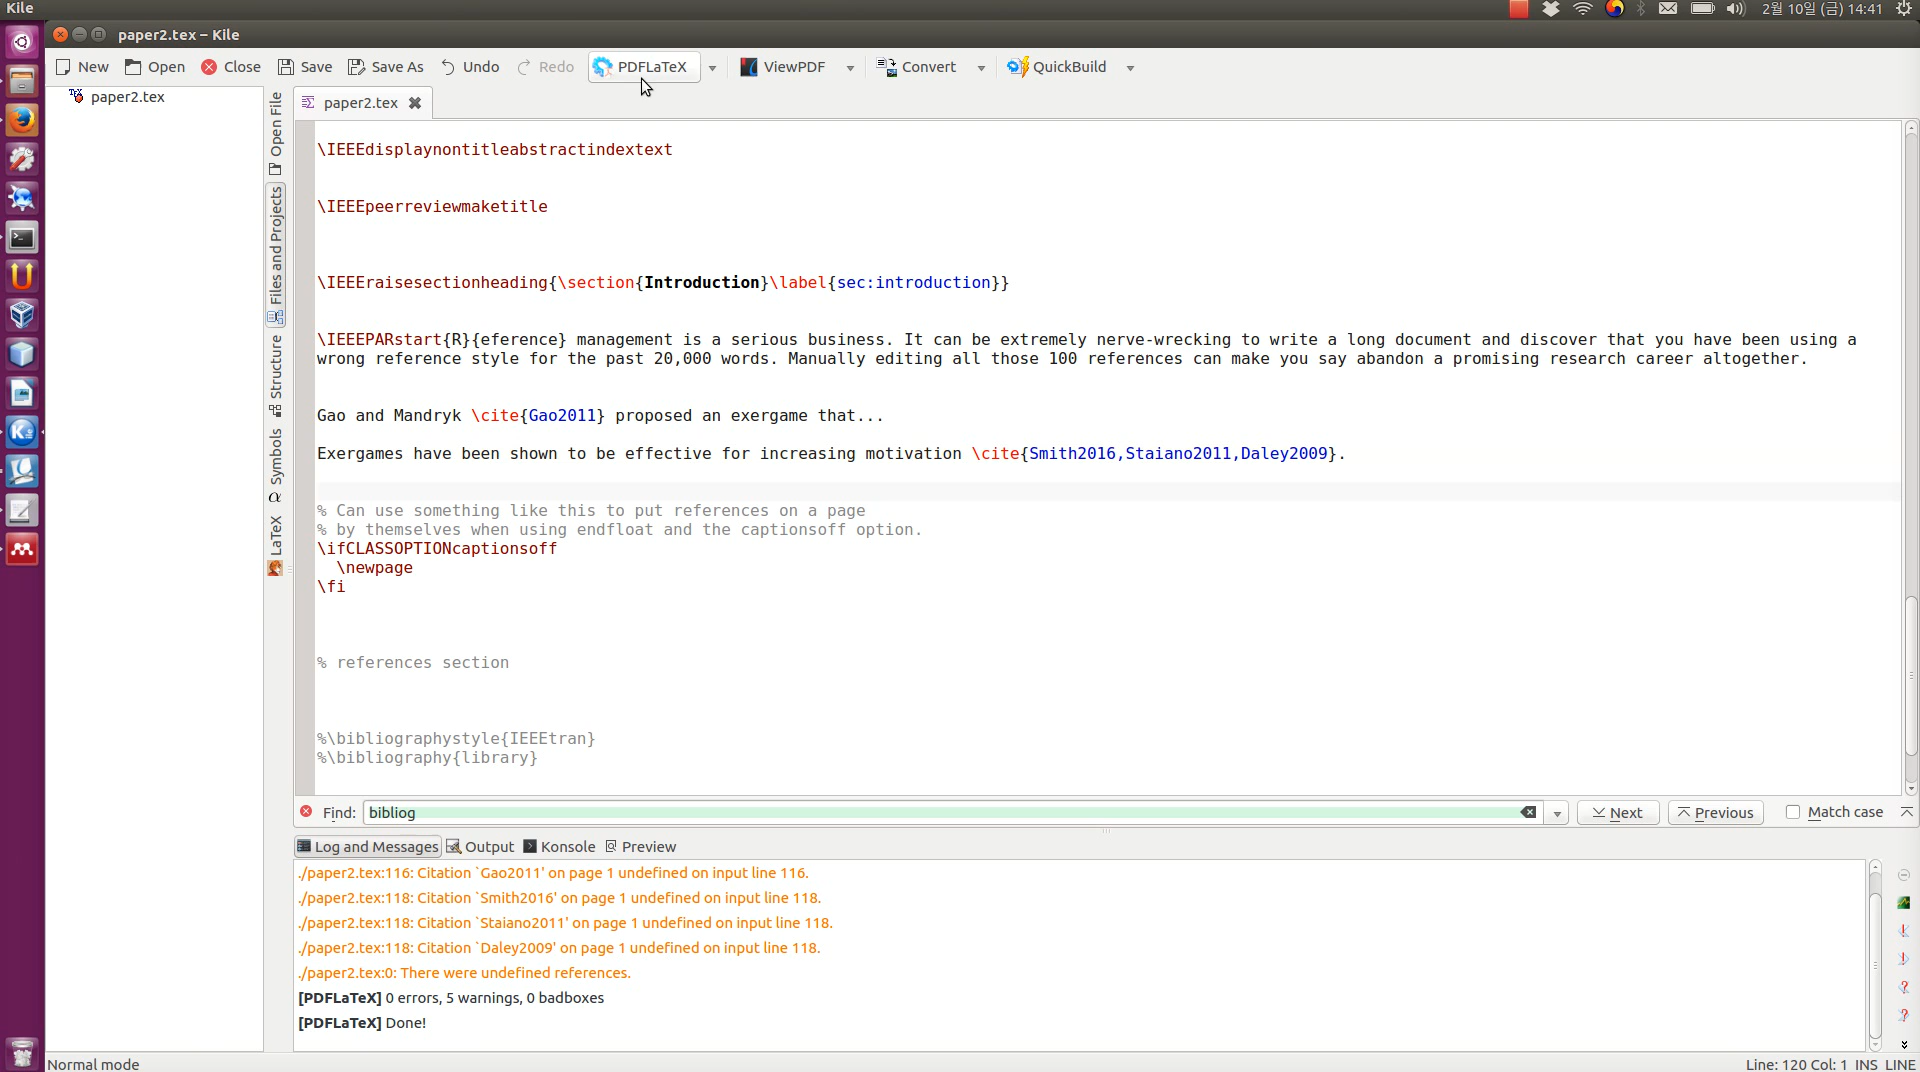 Kile
2월 10일 (금) 14:41
paper2.tex – Kile
New Open Close Save Save As Undo Redo PDFLaTeX ViewPDF Convert QuickBuild
paper2.tex
Open File
Files and Projects
Structure
Symbols
LaTeX
paper2.tex
\IEEEdisplaynontitleabstractindextext
\IEEEpeerreviewmaketitle
\IEEEraisesectionheading{\section{Introduction}\label{sec:introduction}}
\IEEEPARstart{R}{eference} management is a serious business. It can be extremely nerve-wrecking to write a long document and discover that you have been using a
wrong reference style for the past 20,000 words. Manually editing all those 100 references can make you say abandon a promising research career altogether.
Gao and Mandryk \cite{Gao2011} proposed an exergame that...
Exergames have been shown to be effective for increasing motivation \cite{Smith2016,Staiano2011,Daley2009}.
% Can use something like this to put references on a page
% by themselves when using endfloat and the captionsoff option.
\ifCLASSOPTIONcaptionsoff
\newpage
\fi
% references section
%\bibliographystyle{IEEEtran}
%\bibliography{library}
Find: bibliog Next Previous Match case
Log and Messages Output Konsole Preview
./paper2.tex:116: Citation `Gao2011' on page 1 undefined on input line 116.
./paper2.tex:118: Citation `Smith2016' on page 1 undefined on input line 118.
./paper2.tex:118: Citation `Staiano2011' on page 1 undefined on input line 118.
./paper2.tex:118: Citation `Daley2009' on page 1 undefined on input line 118.
./paper2.tex:0: There were undefined references.
[PDFLaTeX] 0 errors, 5 warnings, 0 badboxes
[PDFLaTeX] Done!
Normal mode
Line: 120 Col: 1 INS LINE